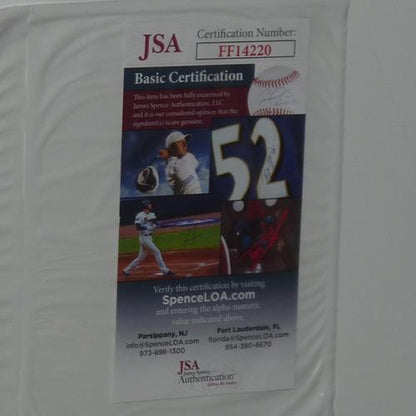 JSA
Certification Number:
FF14220
Basic Certification
This item has been fully examined by
James Spence Authentication, LLC
and it is our considered opinion that the
signature(s) is/are genuine.
52
Verify this certification by visiting
SpenceLOA.com
and entering the alpha-numeric
value indicated above.
Parsippany, NJ
info@SpenceLOA.com
973-898-1300
Fort Lauderdale, FL
florida@SpenceLOA.com
954-380-8670
JSA
James Spence
Authentication